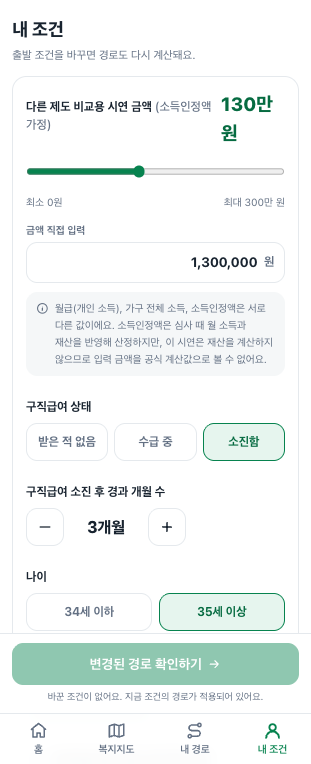 내 조건
출발 조건을 바꾸면 경로도 다시 계산돼요.
다른 제도 비교용 시연 금액 (소득인정액 가정)
130만 원
최소 0원
최대 300만 원
금액 직접 입력
1,300,000 원
월급(개인 소득), 가구 전체 소득, 소득인정액은 서로
다른 값이에요. 소득인정액은 심사 때 월 소득과
재산을 반영해 산정하지만, 이 시연은 재산을 계산하지
않으므로 입력 금액을 공식 계산값으로 볼 수 없어요.
구직급여 상태
받은 적 없음
수급 중
소진함
구직급여 소진 후 경과 개월 수
− 3개월 +
나이
34세 이하
35세 이상
변경된 경로 확인하기 →
바꾼 조건이 없어요. 지금 조건의 경로가 적용되어 있어요.
홈
복지지도
내 경로
내 조건